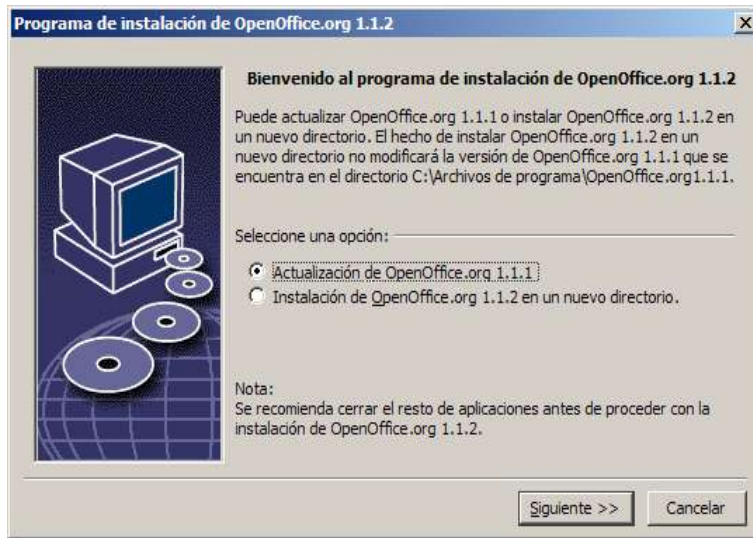 Programa de instalación de OpenOffice.org 1.1.2
Bienvenido al programa de instalación de OpenOffice.org 1.1.2
Puede actualizar OpenOffice.org 1.1.1 o instalar OpenOffice.org 1.1.2 en
un nuevo directorio. El hecho de instalar OpenOffice.org 1.1.2 en un
nuevo directorio no modificará la versión de OpenOffice.org 1.1.1 que se
encuentra en el directorio C:\Archivos de programa\OpenOffice.org1.1.1.
Seleccione una opción:
Actualización de OpenOffice.org 1.1.1
Instalación de OpenOffice.org 1.1.2 en un nuevo directorio.
Nota:
Se recomienda cerrar el resto de aplicaciones antes de proceder con la
instalación de OpenOffice.org 1.1.2.
Siguiente >> Cancelar